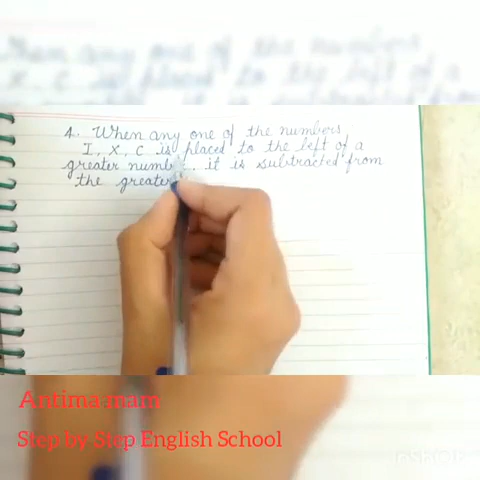 4. When any one of the numbers
I, X, C is placed to the left of a
greater number, it is subtracted from
the greater
Antima mam
Step by Step English School
InShOt